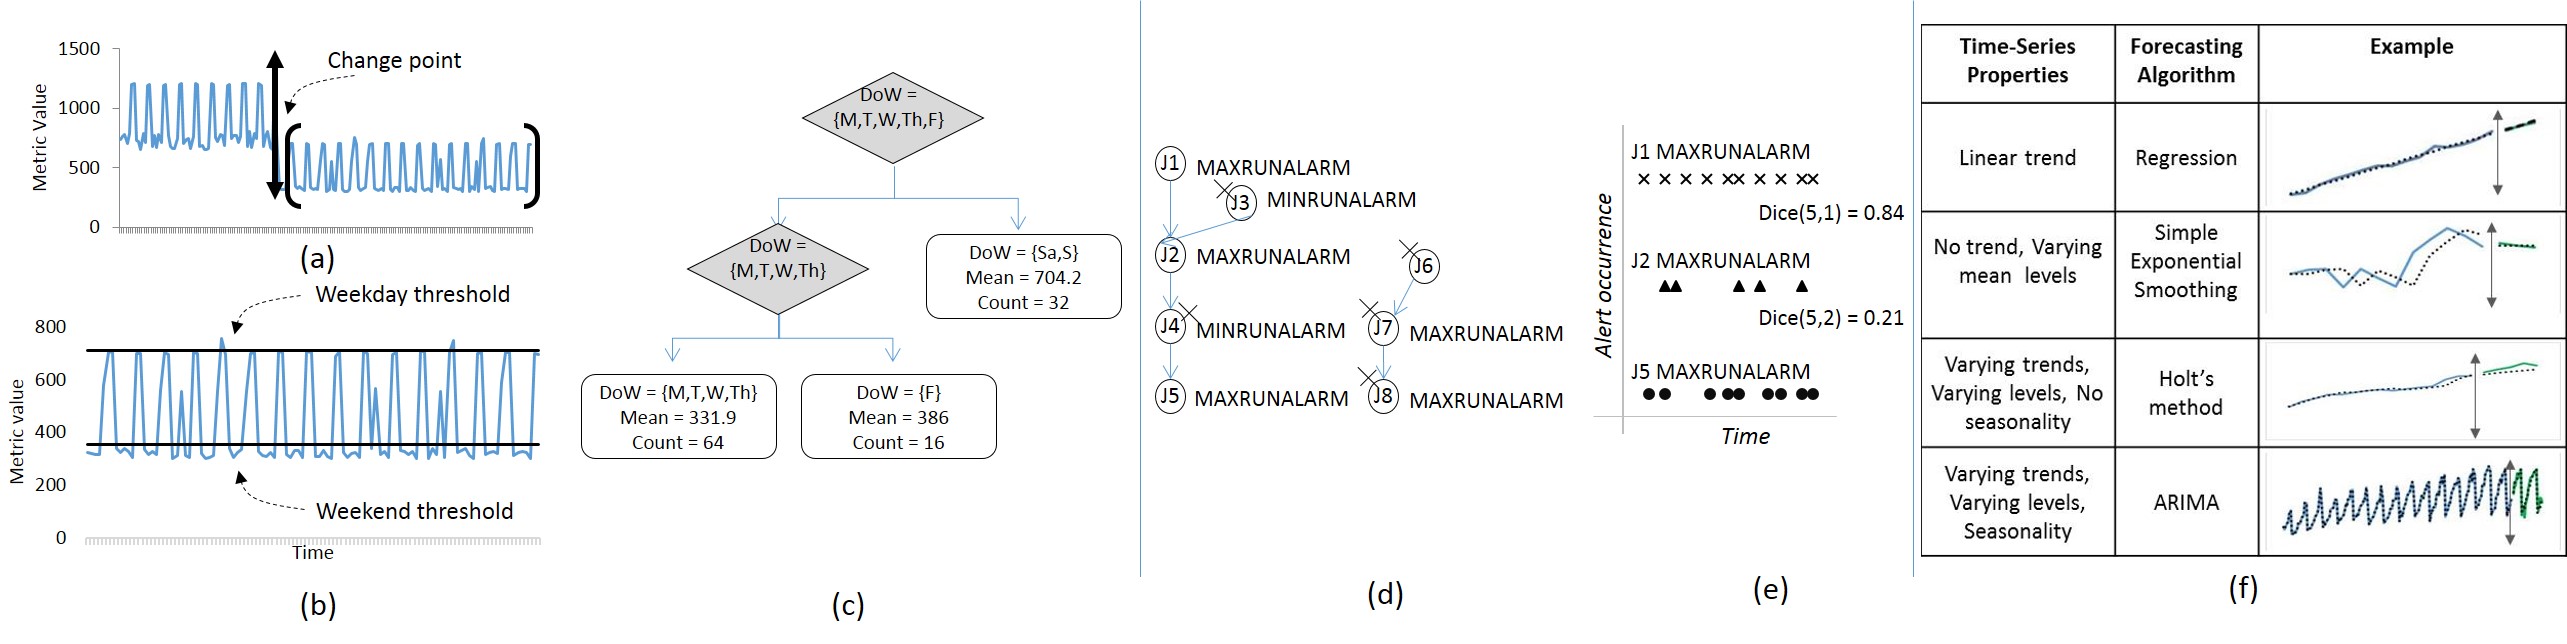 1500
1000
500
0
Metric Value
Change point
(a)
Weekday threshold
800
600
400
200
0
Metric value
Weekend threshold
Time
(b)
DoW =
{M,T,W,Th,F}
DoW =
{M,T,W,Th}
DoW = {Sa,S}
Mean = 704.2
Count = 32
DoW = {M,T,W,Th}
Mean = 331.9
Count = 64
DoW = {F}
Mean = 386
Count = 16
(c)
J1 MAXRUNALARM
J3 MINRUNALARM
J2 MAXRUNALARM
J6
J4 MINRUNALARM
J7 MAXRUNALARM
J5 MAXRUNALARM
J8 MAXRUNALARM
(d)
Alert occurrence
J1 MAXRUNALARM
Dice(5,1) = 0.84
J2 MAXRUNALARM
Dice(5,2) = 0.21
J5 MAXRUNALARM
Time
(e)
Time-Series
Properties
Forecasting
Algorithm
Example
Linear trend
Regression
No trend, Varying
mean levels
Simple
Exponential
Smoothing
Varying trends,
Varying levels, No
seasonality
Holt's
method
Varying trends,
Varying levels,
Seasonality
ARIMA
(f)